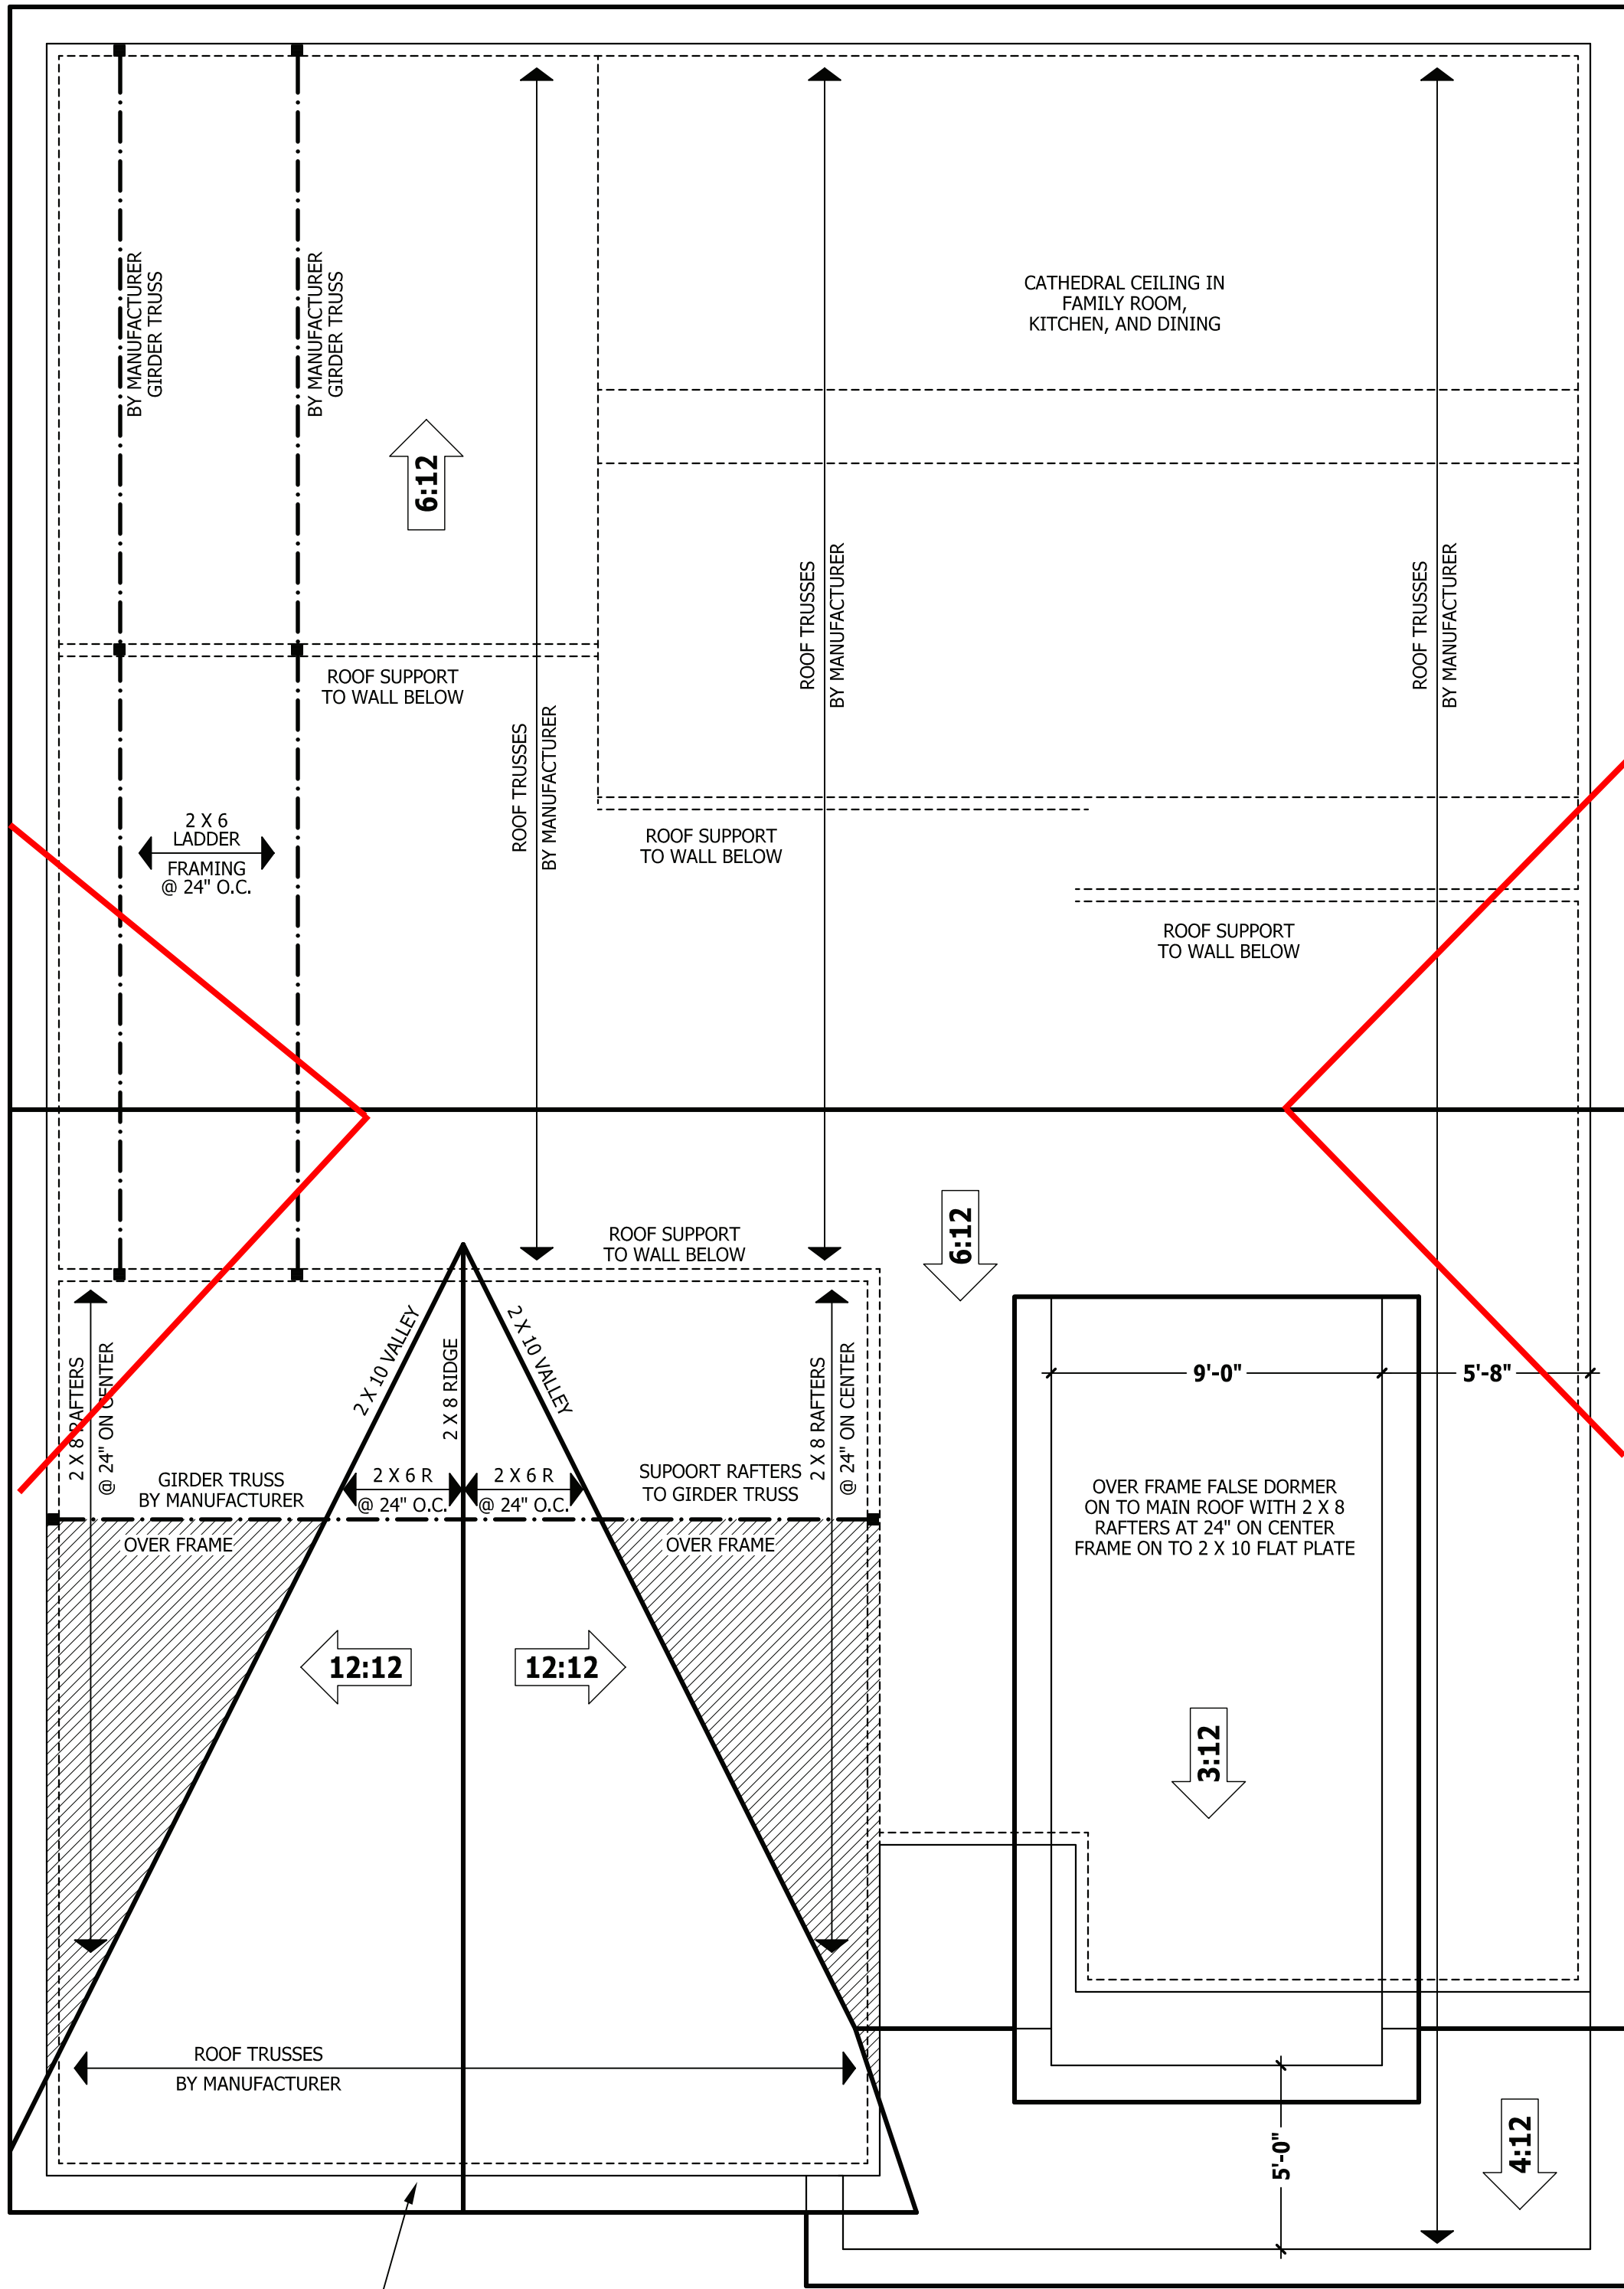 BY MANUFACTURER
GIRDER TRUSS
BY MANUFACTURER
GIRDER TRUSS
CATHEDRAL CEILING IN
FAMILY ROOM,
KITCHEN, AND DINING
6:12
ROOF TRUSSES
BY MANUFACTURER
ROOF TRUSSES
BY MANUFACTURER
ROOF SUPPORT
TO WALL BELOW
ROOF TRUSSES
BY MANUFACTURER
2 X 6
LADDER
FRAMING
@ 24" O.C.
ROOF SUPPORT
TO WALL BELOW
ROOF SUPPORT
TO WALL BELOW
ROOF SUPPORT
TO WALL BELOW
6:12
2 X 8 RAFTERS
@ 24" ON CENTER
2 X 10 VALLEY
2 X 8 RIDGE
2 X 10 VALLEY
2 X 8 RAFTERS
@ 24" ON CENTER
9'-0"
5'-8"
GIRDER TRUSS
BY MANUFACTURER
2 X 6 R
@ 24" O.C.
2 X 6 R
@ 24" O.C.
SUPOORT RAFTERS
TO GIRDER TRUSS
OVER FRAME FALSE DORMER
ON TO MAIN ROOF WITH 2 X 8
RAFTERS AT 24" ON CENTER
FRAME ON TO 2 X 10 FLAT PLATE
OVER FRAME
OVER FRAME
12:12
12:12
3:12
ROOF TRUSSES
BY MANUFACTURER
5'-0"
4:12